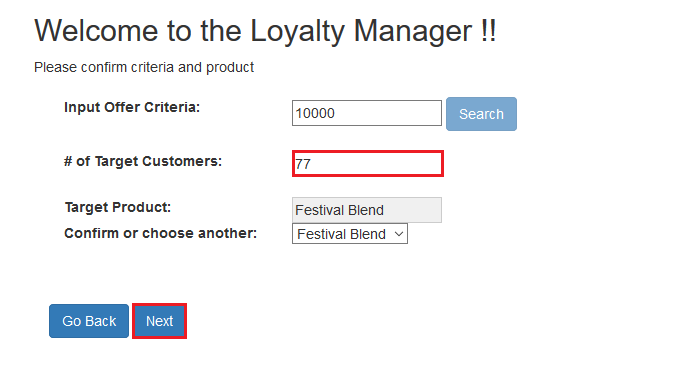 Welcome to the Loyalty Manager !!
Please confirm criteria and product
Input Offer Criteria: 10000 Search
# of Target Customers: 77
Target Product: Festival Blend
Confirm or choose another: Festival Blend
Go Back Next